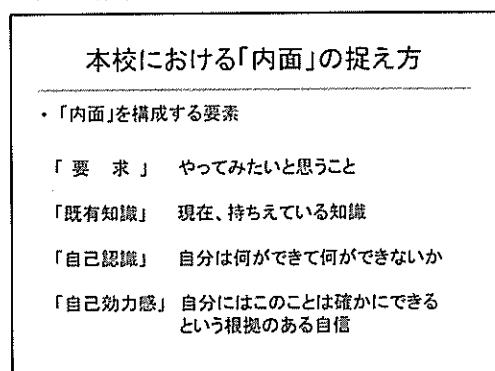 本校における「内面」の捉え方
・「内面」を構成する要素
「要　求」　やってみたいと思うこと
「既有知識」　現在、持ちえている知識
「自己認識」　自分は何ができて何ができないか
「自己効力感」　自分にはこのことは確かにできる
という根拠のある自信